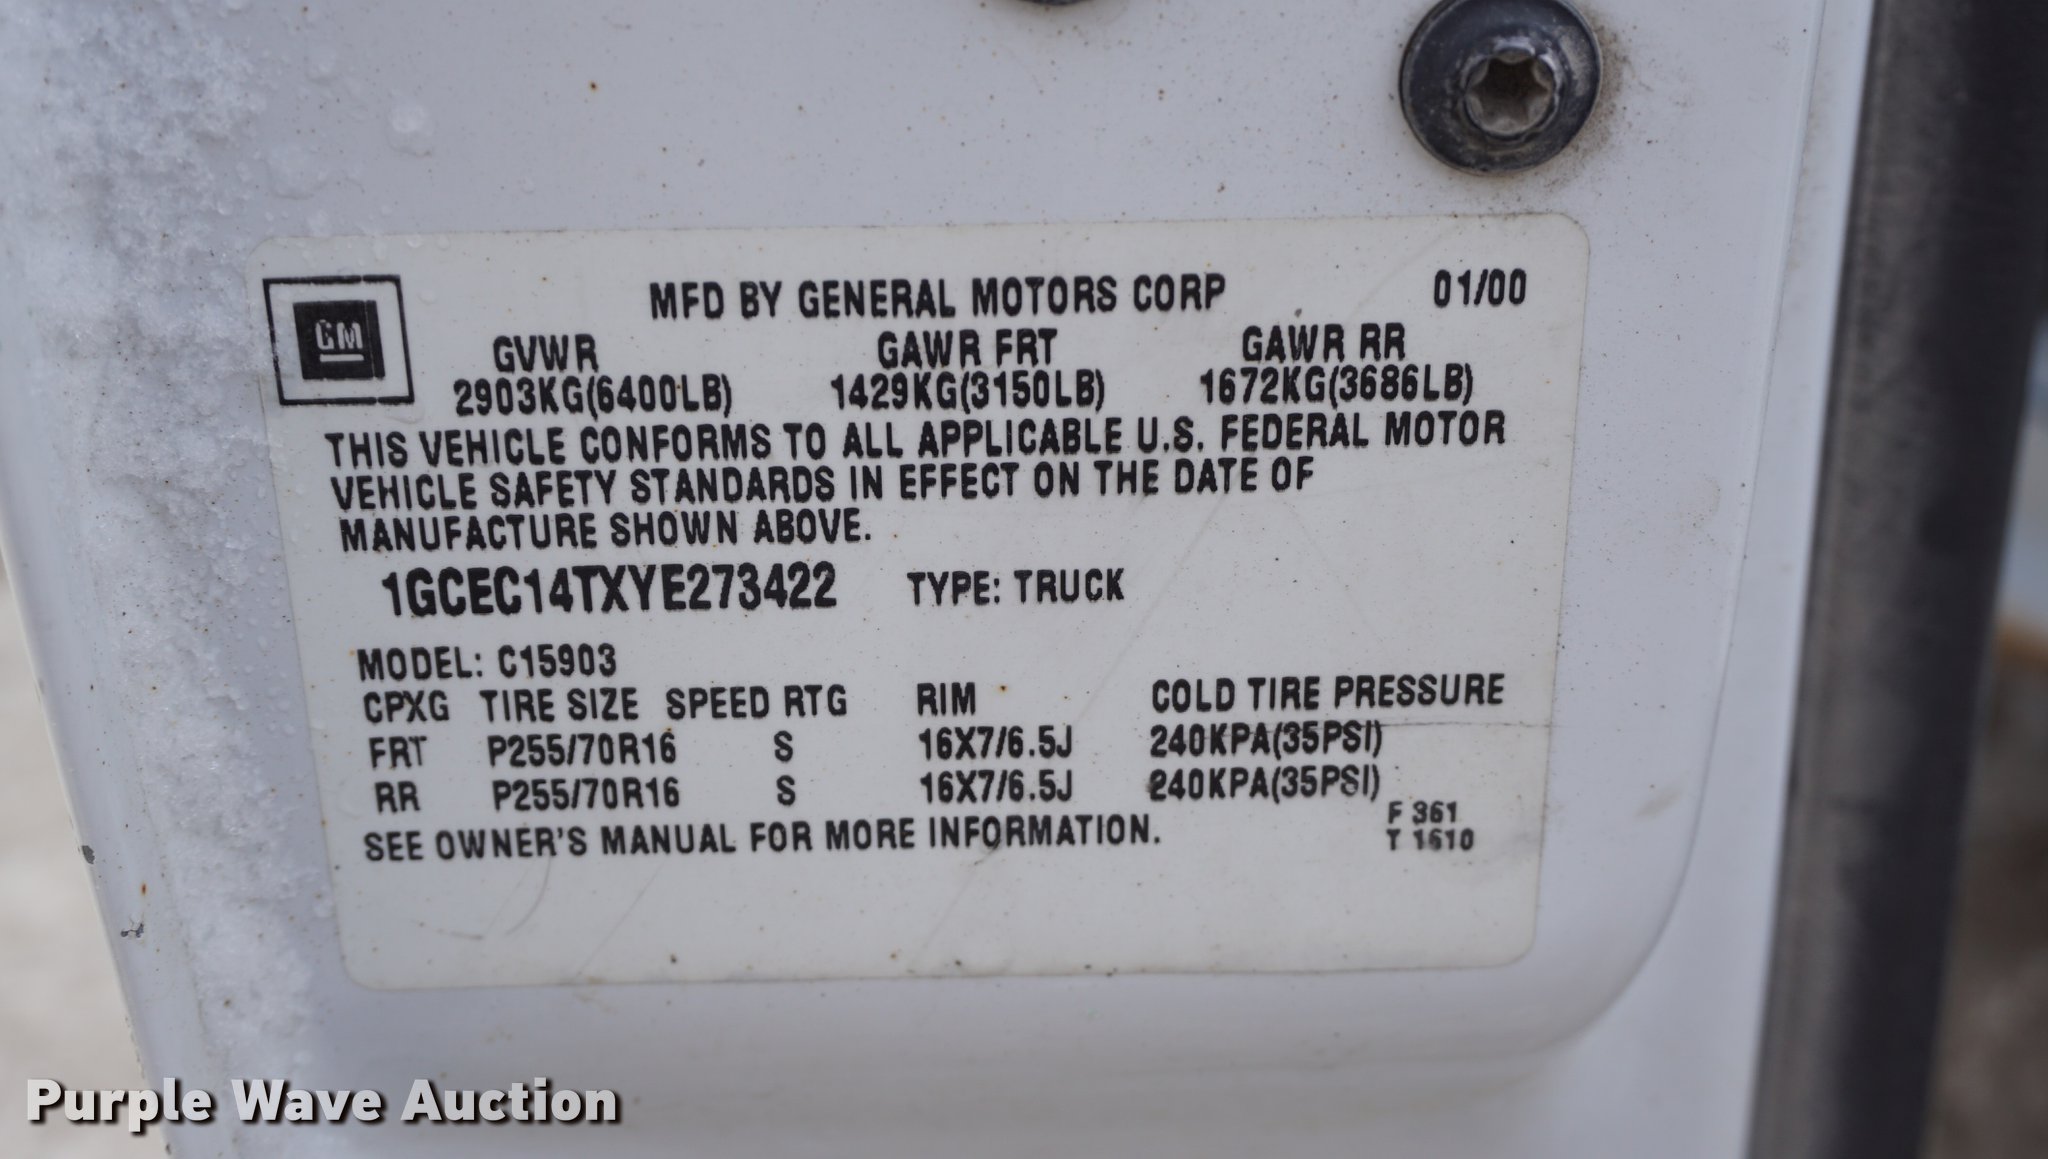 MFD BY GENERAL MOTORS CORP 01/00
GM
GVWR GAWR FRT GAWR RR
2903KG(6400LB) 1429KG(3150LB) 1672KG(3686LB)
THIS VEHICLE CONFORMS TO ALL APPLICABLE U.S. FEDERAL MOTOR
VEHICLE SAFETY STANDARDS IN EFFECT ON THE DATE OF
MANUFACTURE SHOWN ABOVE.
1GCEC14TXYE273422 TYPE: TRUCK
MODEL: C15903
CPXG TIRE SIZE SPEED RTG RIM COLD TIRE PRESSURE
FRT P255/70R16 S 16X7/6.5J 240KPA(35PSI)
RR P255/70R16 S 16X7/6.5J 240KPA(35PSI)
F 361
T 1610
SEE OWNER'S MANUAL FOR MORE INFORMATION.
Purple Wave Auction